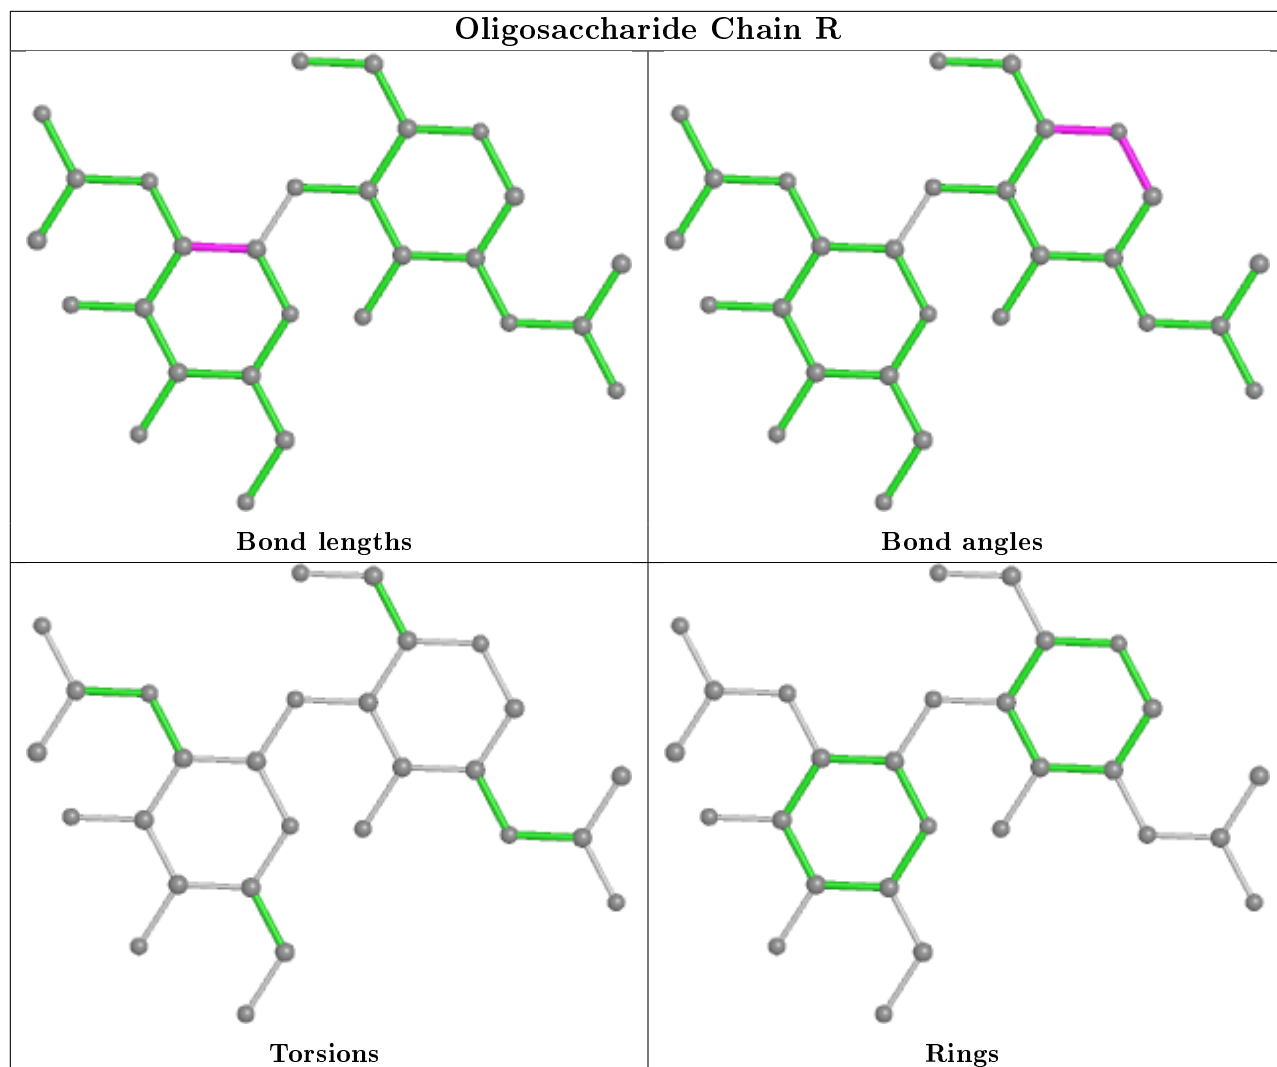 Oligosaccharide Chain R
Bond lengths
Bond angles
Torsions
Rings